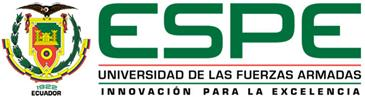 ESPE
UNIVERSIDAD DE LAS FUERZAS ARMADAS
INNOVACIÓN PARA LA EXCELENCIA
1922
ECUADOR